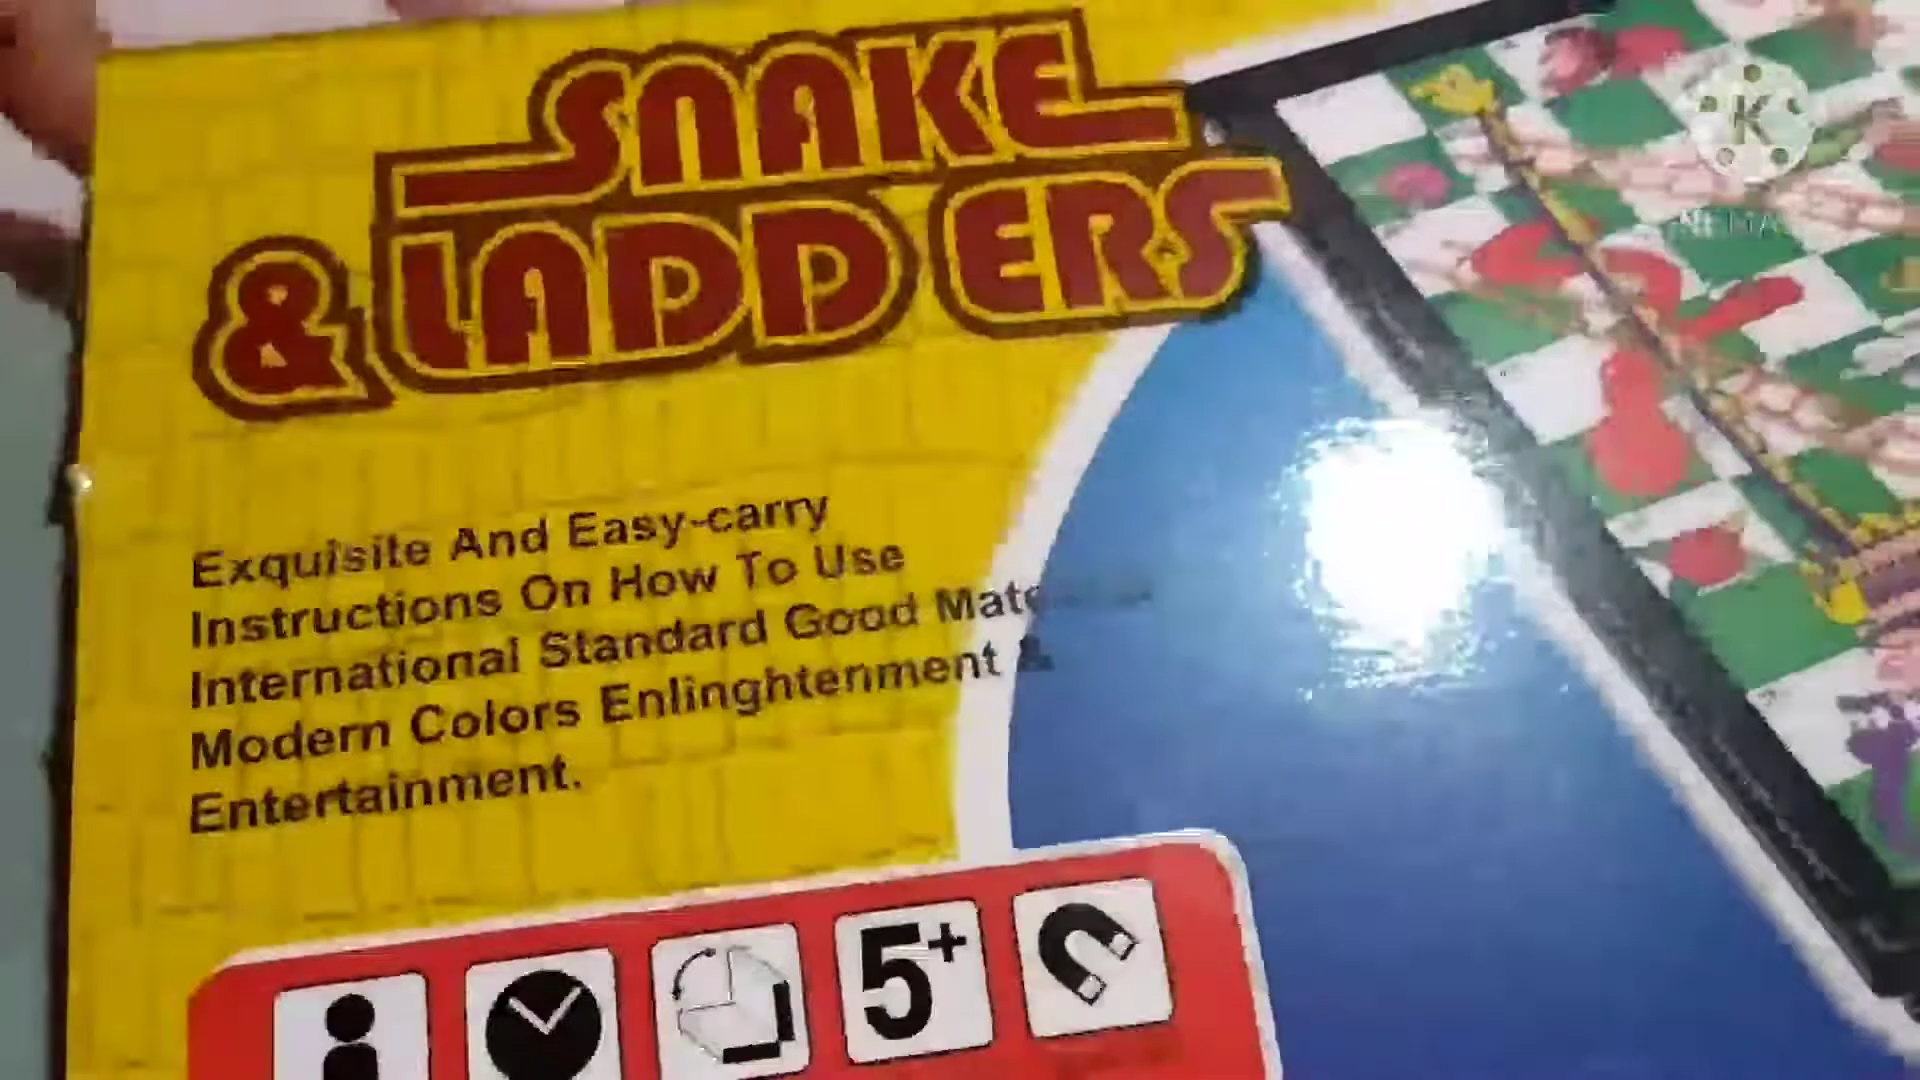 SNAKE
& LADD ERS
Exquisite And Easy-carry
Instructions On How To Use
International Standard Good
Modern Colors Enlinghtenment &
Entertainment.
5+
K